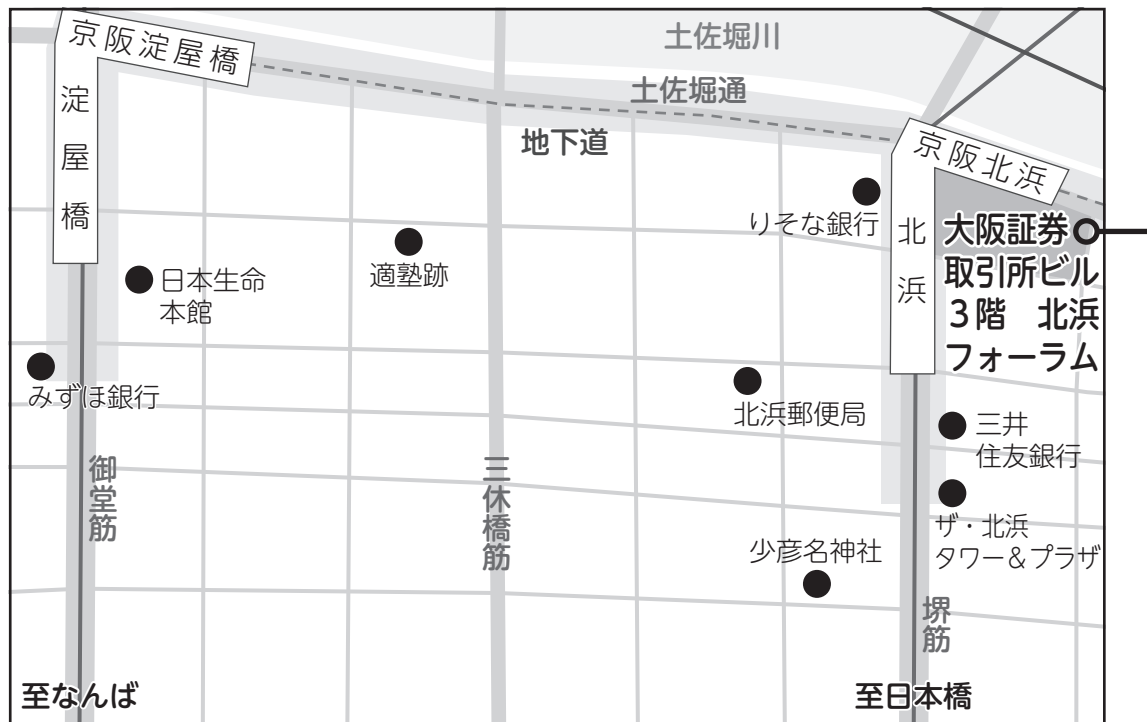 土佐堀川
京阪淀屋橋
土佐堀通
淀屋橋
地下道
京阪北浜
りそな銀行
北浜
大阪証券
取引所ビル
3階　北浜
フォーラム
適塾跡
日本生命
本館
みずほ銀行
北浜郵便局
三井
住友銀行
御堂筋
三休橋筋
ザ・北浜
タワー＆プラザ
少彦名神社
堺筋
至なんば
至日本橋